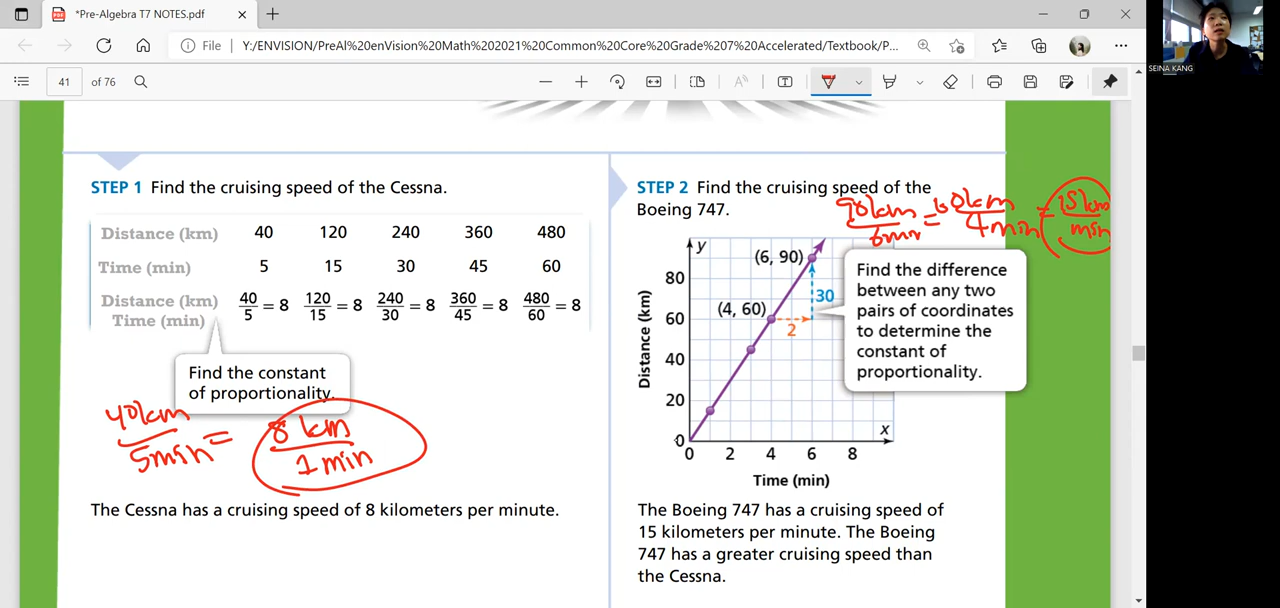 *Pre-Algebra T7 NOTES.pdf
File
Y:/ENVISION/PreAl%20enVision%20Math%202021%20Common%20Core%20Grade%207%20Accelerated/Textbook/P...
SEINA KANG
41 of 76
STEP 1 Find the cruising speed of the Cessna.
Distance (km) 40 120 240 360 480
Time (min) 5 15 30 45 60
Distance (km)
Time (min)
40/5 = 8 120/15 = 8 240/30 = 8 360/45 = 8 480/60 = 8
Find the constant
of proportionality.
40km
5min
=
8 km
1 min
The Cessna has a cruising speed of 8 kilometers per minute.
STEP 2 Find the cruising speed of the
Boeing 747.
90km
6min
=
60km
4min
=
15km
min
y
(6, 90)
(4, 60)
30
2
80
60
40
20
0
0 2 4 6 8
x
Distance (km)
Time (min)
Find the difference
between any two
pairs of coordinates
to determine the
constant of
proportionality.
The Boeing 747 has a cruising speed of
15 kilometers per minute. The Boeing
747 has a greater cruising speed than
the Cessna.